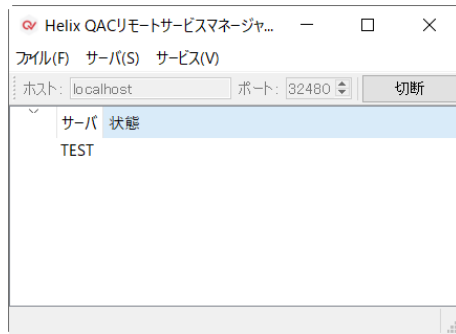 Helix QACリモートサービスマネージャ...
ファイル(F) サーバ(S) サービス(V)
ホスト: localhost ポート: 32480 切断
サーバ 状態
TEST